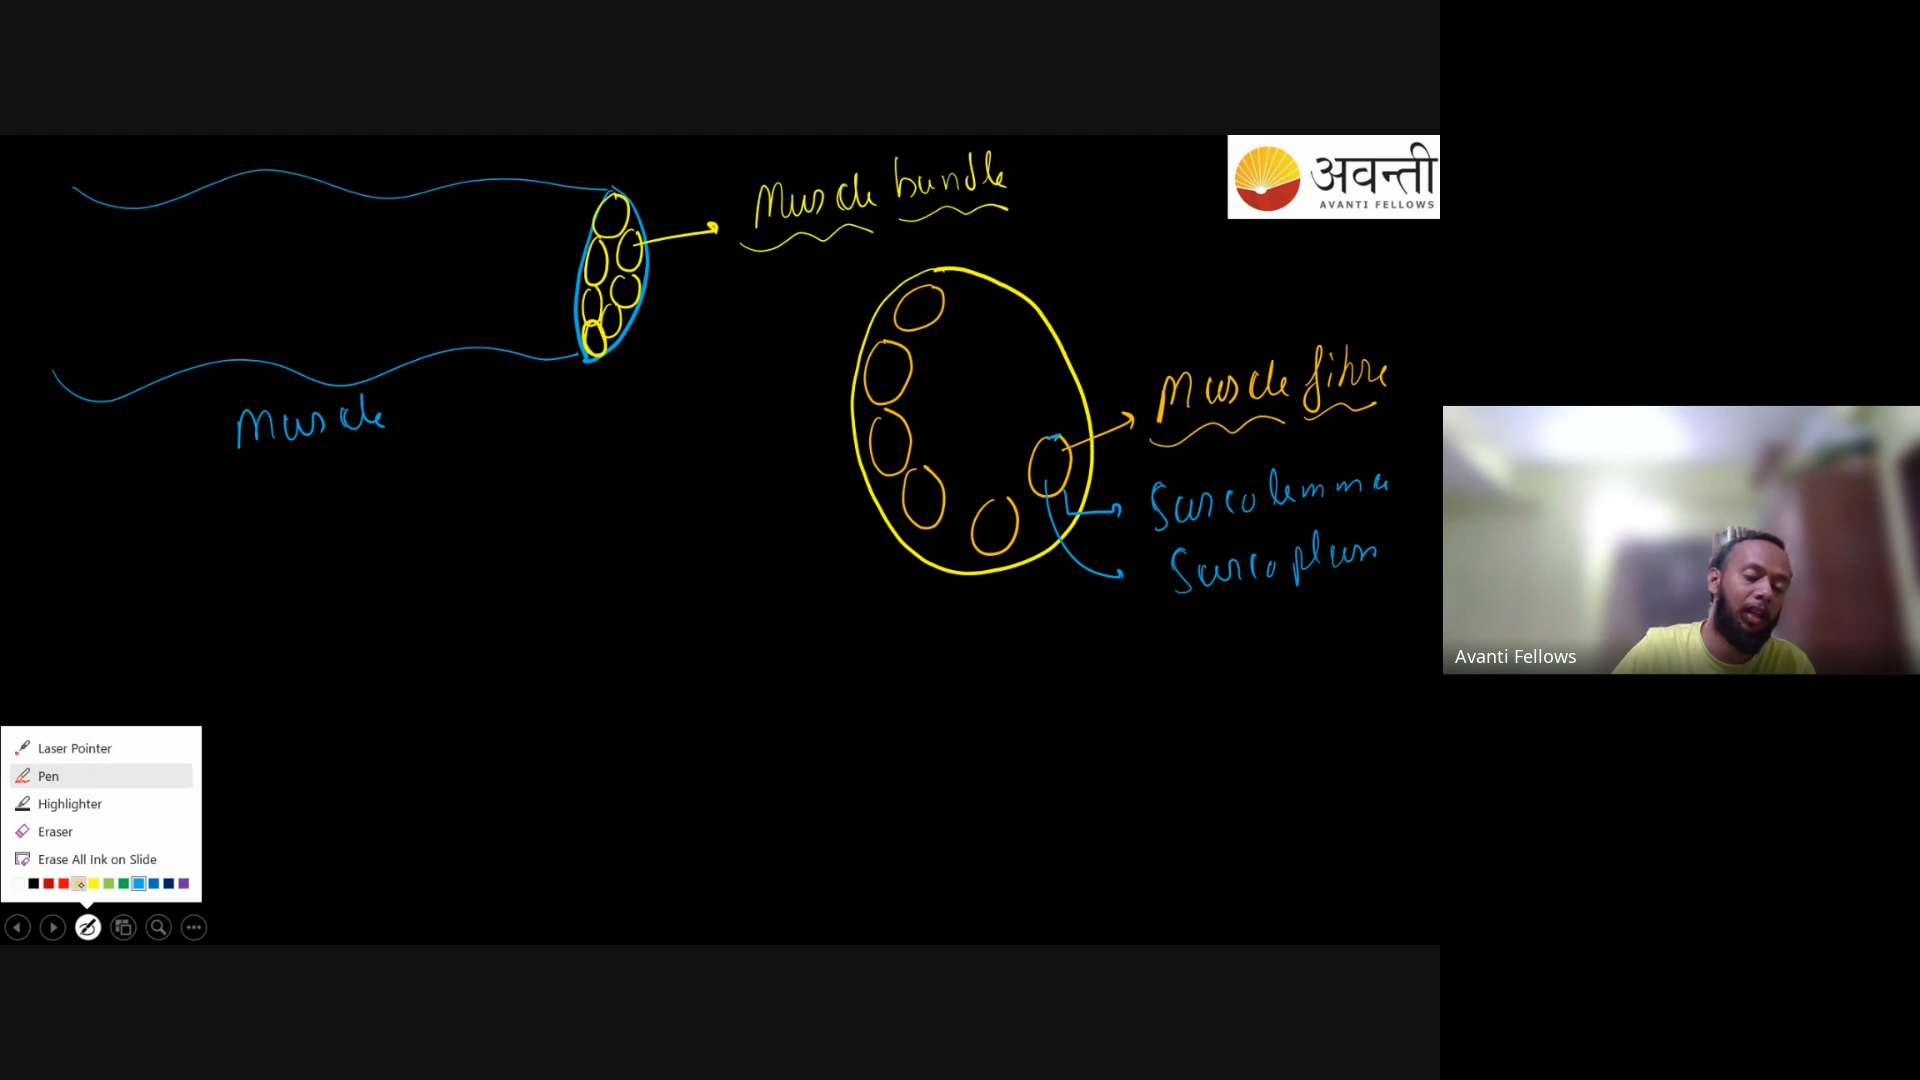 Muscle bundle
अवन्ती
AVANTI FELLOWS
Muscle fibre
Muscle
Sarcolemma
Sarcoplasm
Avanti Fellows
Laser Pointer
Pen
Highlighter
Eraser
Erase All Ink on Slide